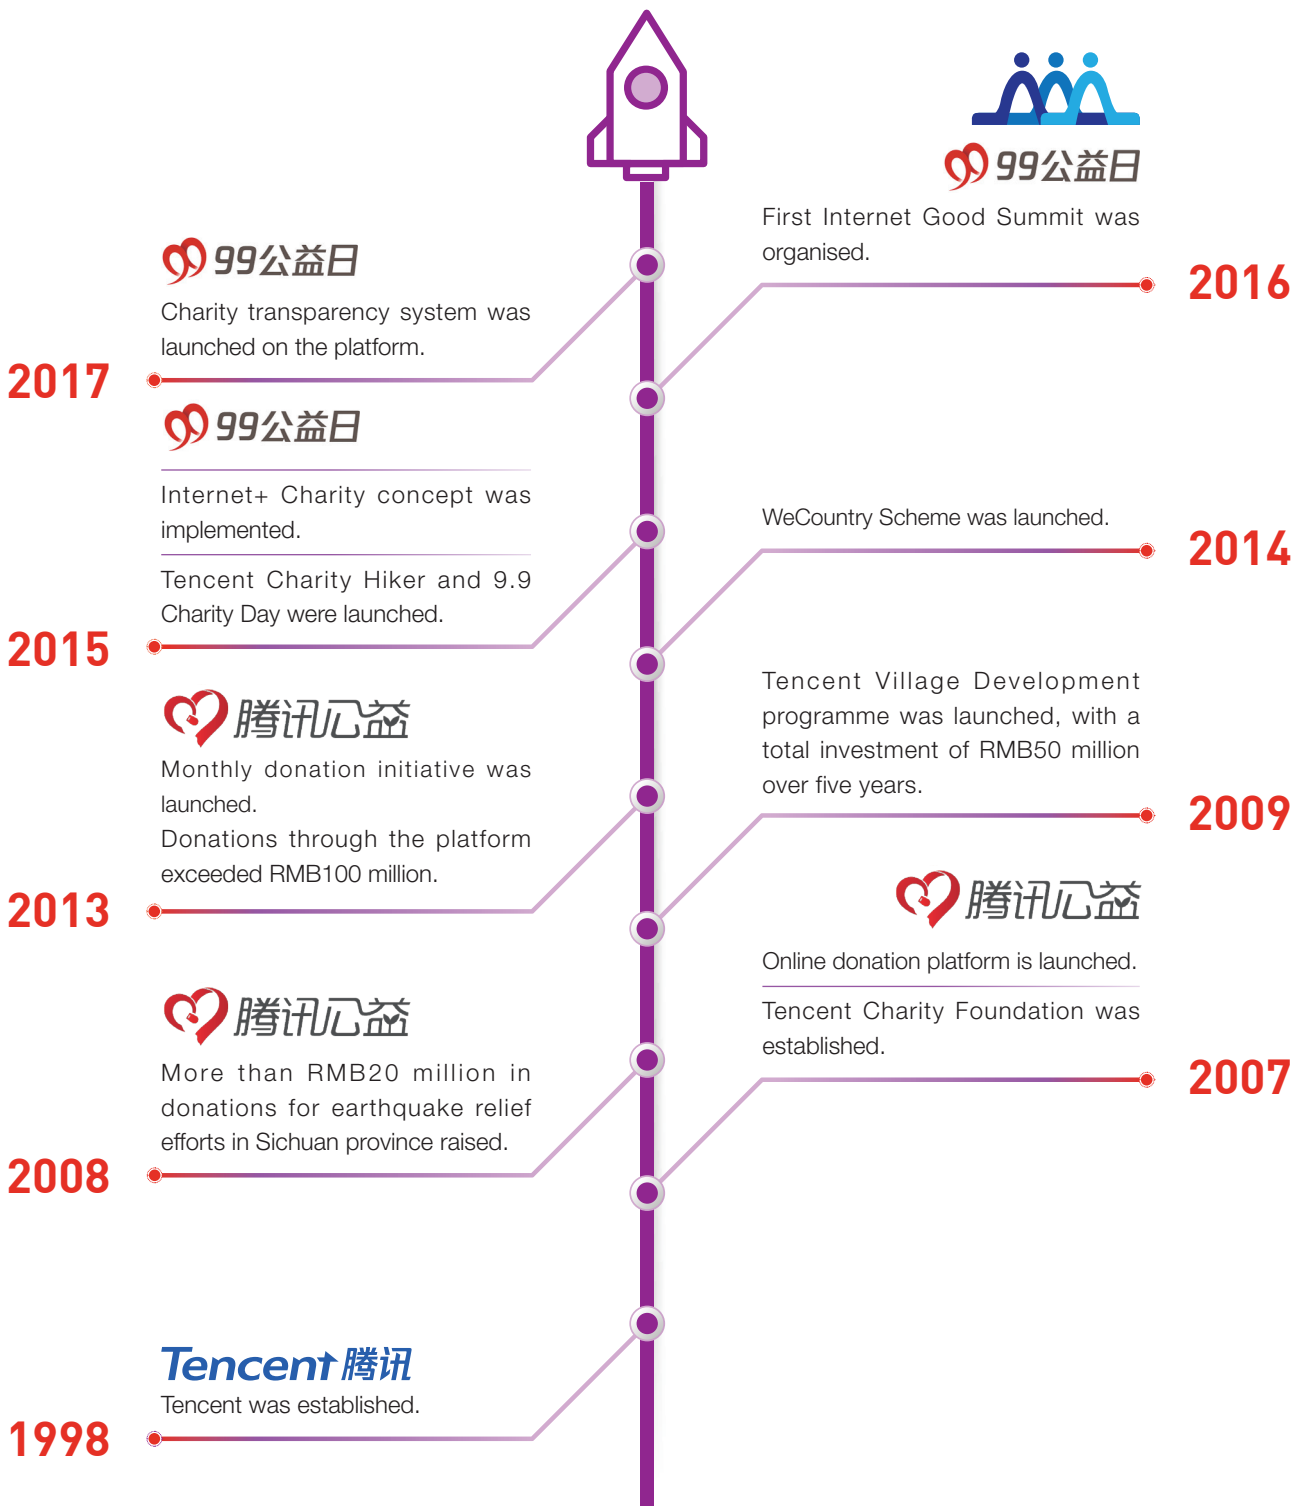 99公益日
First Internet Good Summit was
organised.
2016
99公益日
Charity transparency system was
launched on the platform.
2017
99公益日
Internet+ Charity concept was
implemented.
Tencent Charity Hiker and 9.9
Charity Day were launched.
2015
WeCountry Scheme was launched.
2014
腾讯公益
Monthly donation initiative was
launched.
Donations through the platform
exceeded RMB100 million.
2013
Tencent Village Development
programme was launched, with a
total investment of RMB50 million
over five years.
2009
腾讯公益
More than RMB20 million in
donations for earthquake relief
efforts in Sichuan province raised.
2008
腾讯公益
Online donation platform is launched.
Tencent Charity Foundation was
established.
2007
Tencent 腾讯
Tencent was established.
1998